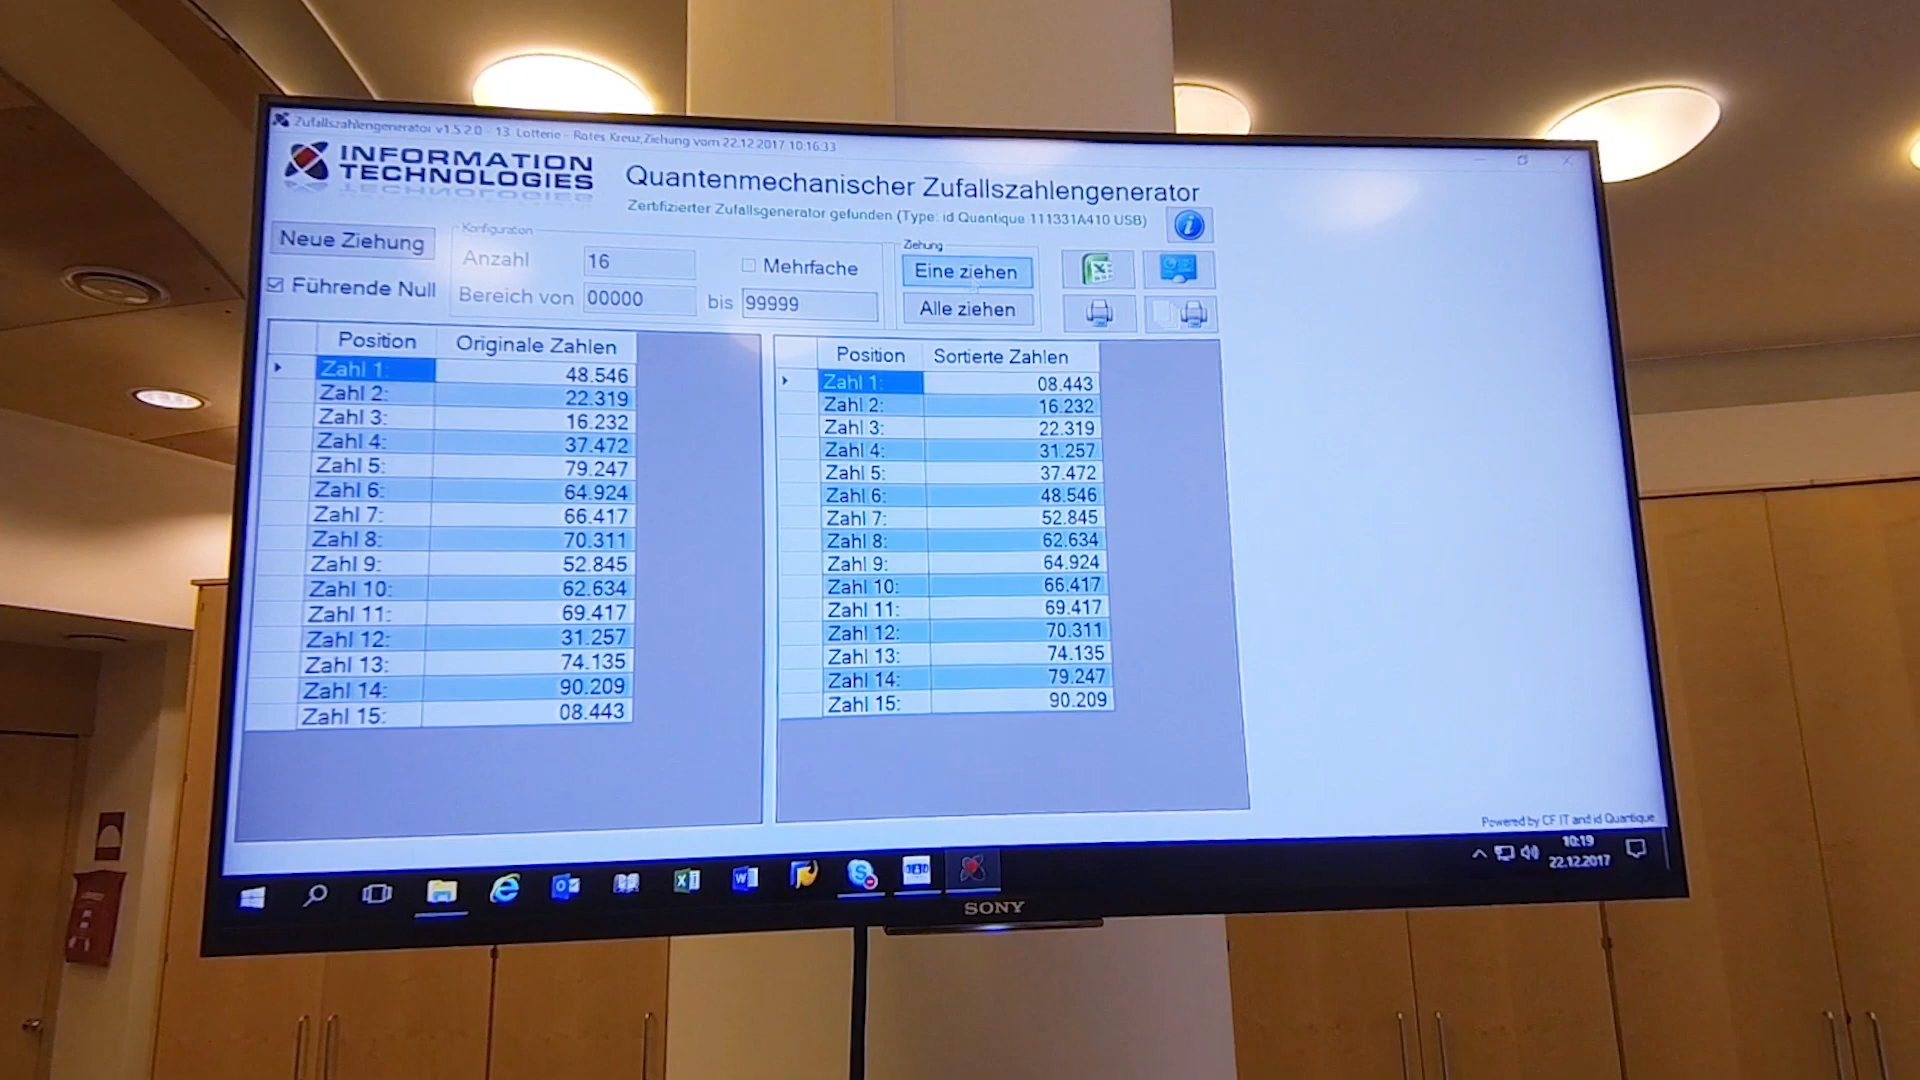 Zufallszahlengenerator v1.5.2.0 - 13. Lotterie - Rotes Kreuz,Ziehung vom 22.12.2017 10:16:33
INFORMATION
TECHNOLOGIES
Quantenmechanischer Zufallszahlengenerator
Zertifizierter Zufallsgenerator gefunden (Type: id Quantique 111331A410 USB)
Neue Ziehung
Konfiguration
Ziehung
Anzahl 16
Mehrfache
Eine ziehen
Führende Null
Bereich von 00000 bis 99999
Alle ziehen
Position Originale Zahlen
Zahl 1: 48.546
Zahl 2: 22.319
Zahl 3: 16.232
Zahl 4: 37.472
Zahl 5: 79.247
Zahl 6: 64.924
Zahl 7: 66.417
Zahl 8: 70.311
Zahl 9: 52.845
Zahl 10: 62.634
Zahl 11: 69.417
Zahl 12: 31.257
Zahl 13: 74.135
Zahl 14: 90.209
Zahl 15: 08.443
Position Sortierte Zahlen
Zahl 1: 08.443
Zahl 2: 16.232
Zahl 3: 22.319
Zahl 4: 31.257
Zahl 5: 37.472
Zahl 6: 48.546
Zahl 7: 52.845
Zahl 8: 62.634
Zahl 9: 64.924
Zahl 10: 66.417
Zahl 11: 69.417
Zahl 12: 70.311
Zahl 13: 74.135
Zahl 14: 79.247
Zahl 15: 90.209
Powered by CF IT and id Quantique
10:19
22.12.2017
SONY